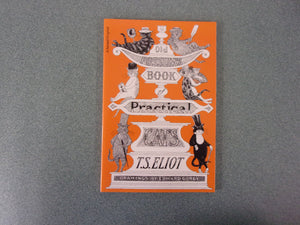 OLD
POSSUM'S
BOOK
of
Practical
CATS
T.S. ELIOT
DRAWINGS BY EDWARD GOREY